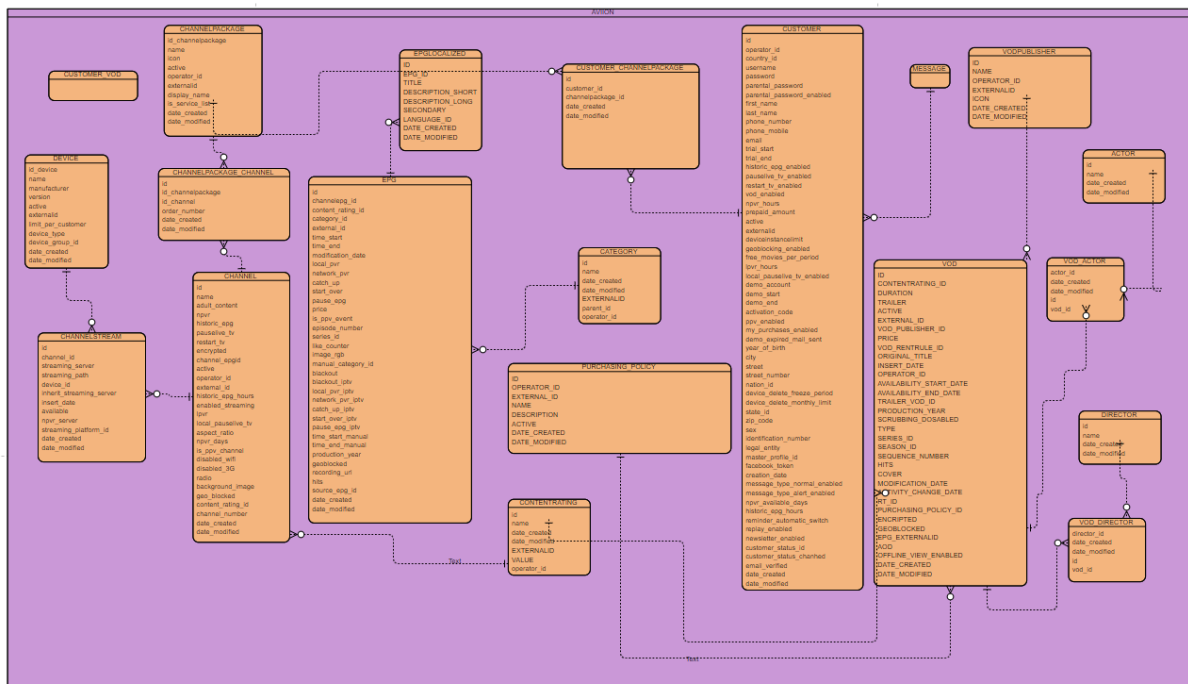 AVIION
CHANNELPACKAGE
id_channelpackage
name
icon
active
operator_id
externalid
display_name
is_service_list
date_created
date_modified
CUSTOMER_VOD
EPGLOCALIZED
ID
EPG_ID
TITLE
DESCRIPTION_SHORT
DESCRIPTION_LONG
SECONDARY
LANGUAGE_ID
DATE_CREATED
DATE_MODIFIED
CUSTOMER_CHANNELPACKAGE
id
customer_id
channelpackage_id
date_created
date_modified
CUSTOMER
id
operator_id
country_id
username
password
parental_password
parental_password_enabled
first_name
last_name
phone_number
phone_mobile
email
trial_start
trial_end
historic_epg_enabled
pauselive_tv_enabled
restart_tv_enabled
vod_enabled
npvr_hours
prepaid_amount
active
externalid
deviceinstancelimit
geoblocking_enabled
free_movies_per_period
lpvr_hours
local_pauselive_tv_enabled
demo_account
demo_start
demo_end
activation_code
ppv_enabled
my_purchases_enabled
demo_expired_mail_sent
year_of_birth
city
street
street_number
nation_id
device_delete_freeze_period
device_delete_monthly_limit
state_id
zip_code
sex
identification_number
legal_entity
master_profile_id
facebook_token
creation_date
message_type_normal_enabled
message_type_alert_enabled
npvr_available_days
historic_epg_hours
reminder_automatic_switch
replay_enabled
newsletter_enabled
customer_status_id
customer_status_chanhed
email_verified
date_created
date_modified
MESSAGE
VODPUBLISHER
ID
NAME
OPERATOR_ID
EXTERNALID
ICON
DATE_CREATED
DATE_MODIFIED
ACTOR
id
name
date_created
date_modified
DEVICE
id_device
name
manufacturer
version
active
externalid
limit_per_customer
device_type
device_group_id
date_created
date_modified
CHANNELPACKAGE_CHANNEL
id
id_channelpackage
id_channel
order_number
date_created
date_modified
EPG
id
channelepg_id
content_rating_id
category_id
external_id
time_start
time_end
modification_date
local_pvr
network_pvr
catch_up
start_over
pause_epg
price
is_ppv_event
episode_number
series_id
like_counter
image_rgb
manual_category_id
blackout
blackout_iptv
local_pvr_iptv
network_pvr_iptv
catch_up_iptv
start_over_iptv
pause_epg_iptv
time_start_manual
time_end_manual
production_year
geoblocked
recording_url
hits
source_epg_id
date_created
date_modified
CATEGORY
id
name
date_created
date_modified
EXTERNALID
parent_id
operator_id
VOD
ID
CONTENTRATING_ID
DURATION
TRAILER
ACTIVE
EXTERNAL_ID
VOD_PUBLISHER_ID
PRICE
VOD_RENTRULE_ID
ORIGINAL_TITLE
INSERT_DATE
OPERATOR_ID
AVAILABILITY_START_DATE
AVAILABILITY_END_DATE
TRAILER_VOD_ID
PRODUCTION_YEAR
SCRUBBING_DOSABLED
TYPE
SERIES_ID
SEASON_ID
SEQUENCE_NUMBER
HITS
COVER
MODIFICATION_DATE
ACTIVITY_CHANGE_DATE
RT_ID
PURCHASING_POLICY_ID
ENCRIPTED
GEOBLOCKED
EPG_EXTERNALID
AOD
OFFLINE_VIEW_ENABLED
DATE_CREATED
DATE_MODIFIED
VOD_ACTOR
actor_id
date_created
date_modified
id
vod_id
CHANNEL
id
name
adult_content
npvr
historic_epg
pauselive_tv
restart_tv
encrypted
channel_epgid
active
operator_id
external_id
historic_epg_hours
enabled_streaming
lpvr
local_pauselive_tv
aspect_ratio
npvr_days
is_ppv_channel
disabled_wifi
disabled_3G
radio
background_image
geo_blocked
content_rating_id
channel_number
date_created
date_modified
CHANNELSTREAM
id
channel_id
streaming_server
streaming_path
device_id
inherit_streaming_server
insert_date
available
npvr_server
streaming_platform_id
date_created
date_modified
PURCHASING_POLICY
ID
OPERATOR_ID
EXTERNAL_ID
NAME
DESCRIPTION
ACTIVE
DATE_CREATED
DATE_MODIFIED
DIRECTOR
id
name
date_created
date_modified
CONTENTRATING
id
name
date_created
date_modified
EXTERNALID
VALUE
operator_id
VOD_DIRECTOR
director_id
date_created
date_modified
id
vod_id
Text
Text